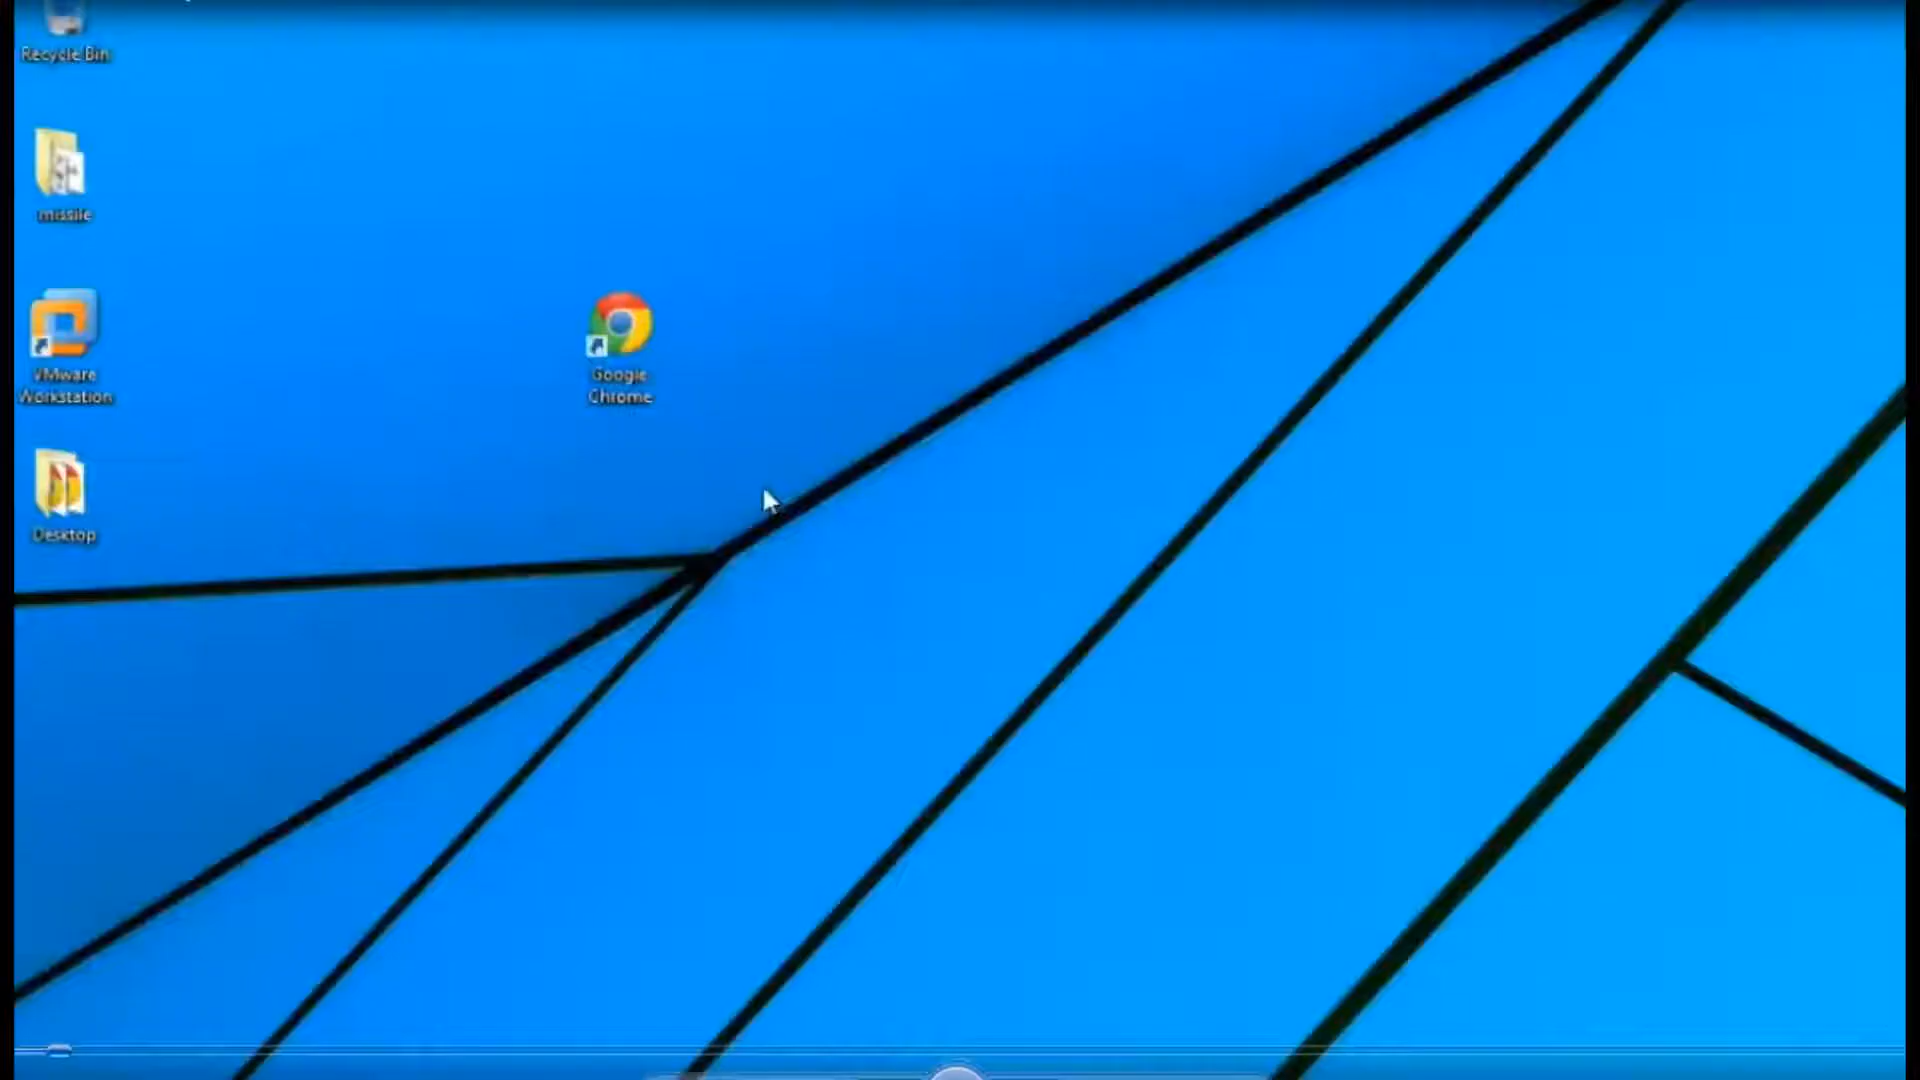 Recycle Bin
missile
VMware
Workstation
Google
Chrome
Desktop